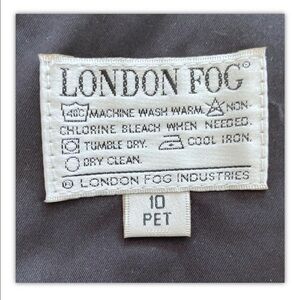 LONDON FOG®
40C MACHINE WASH WARM. NON-
CHLORINE BLEACH WHEN NEEDED.
TUMBLE DRY. COOL IRON.
DRY CLEAN.
® LONDON FOG INDUSTRIES
10
PET